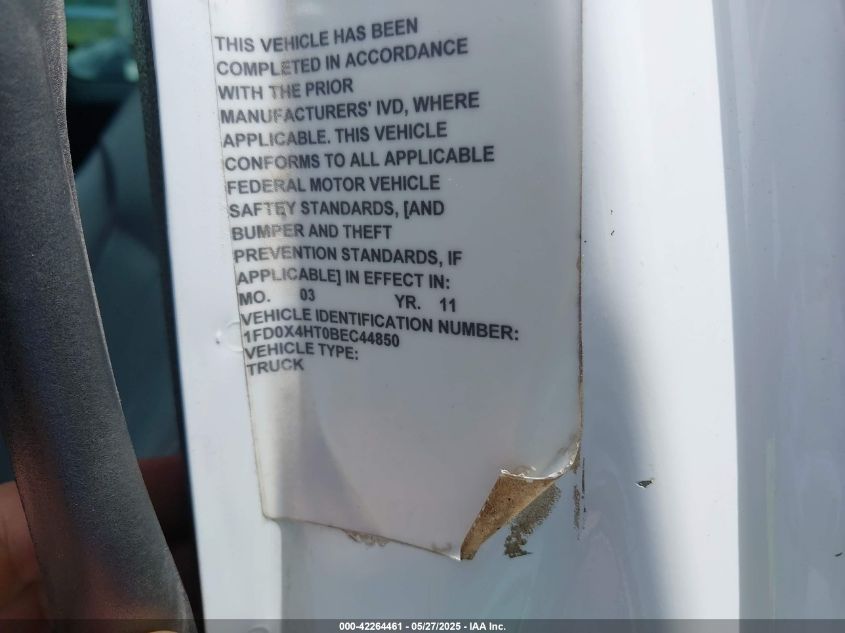 THIS VEHICLE HAS BEEN
COMPLETED IN ACCORDANCE
WITH THE PRIOR
MANUFACTURERS' IVD, WHERE
APPLICABLE. THIS VEHICLE
CONFORMS TO ALL APPLICABLE
FEDERAL MOTOR VEHICLE
SAFTEY STANDARDS, [AND
BUMPER AND THEFT
PREVENTION STANDARDS, IF
APPLICABLE] IN EFFECT IN:
MO. 03 YR. 11
VEHICLE IDENTIFICATION NUMBER:
1FD0X4HT0BEC44850
VEHICLE TYPE:
TRUCK
000-42264461 - 05/27/2025 - IAA Inc.